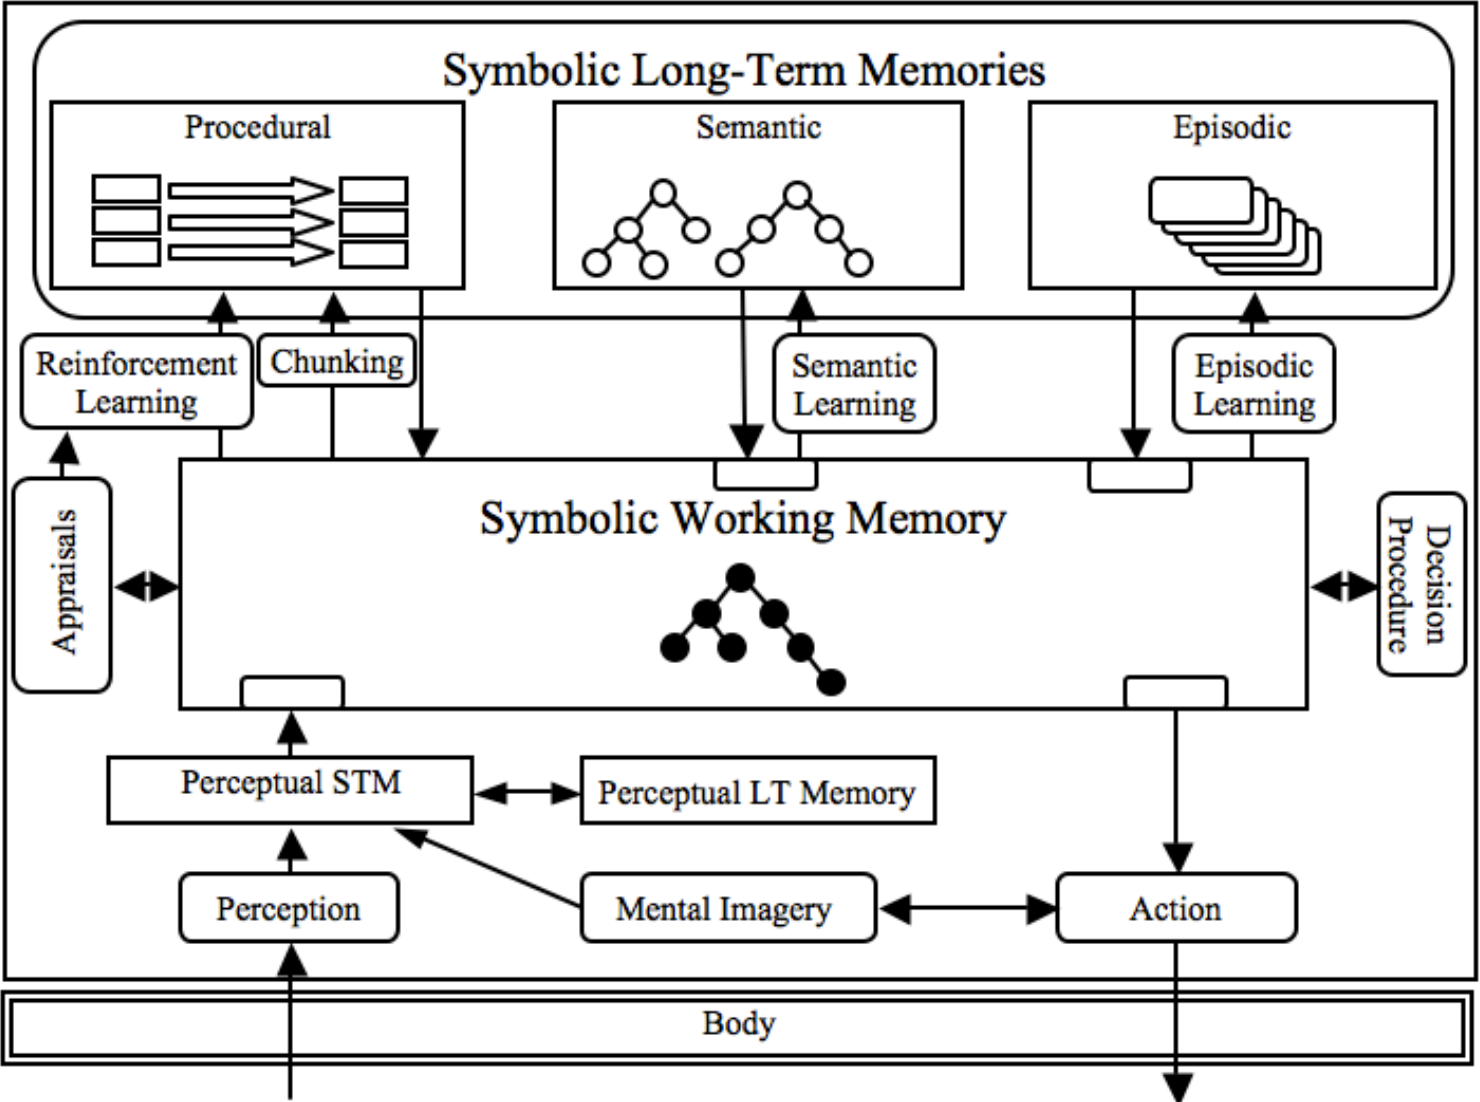 Symbolic Long-Term Memories
Procedural
Semantic
Episodic
Reinforcement
Learning
Chunking
Semantic
Learning
Episodic
Learning
Appraisals
Symbolic Working Memory
Decision
Procedure
Perceptual STM
Perceptual LT Memory
Perception
Mental Imagery
Action
Body